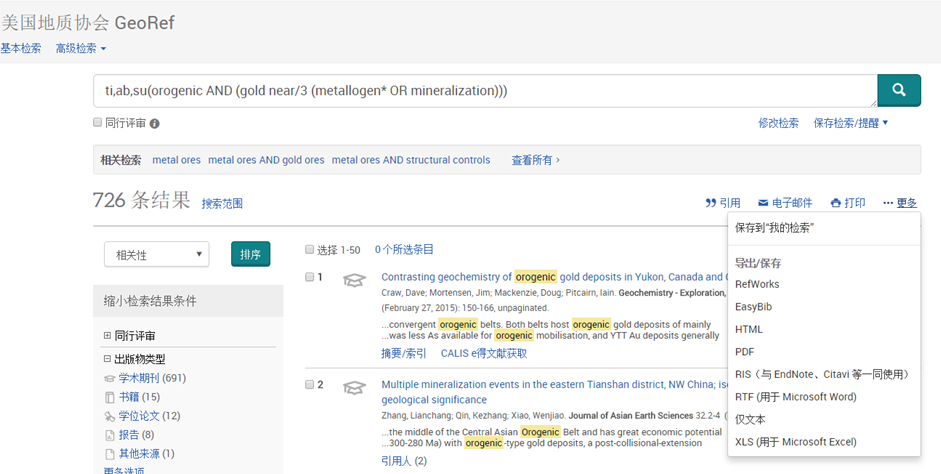 美国地质协会 GeoRef
基本检索 高级检索
ti,ab,su(orogenic AND (gold near/3 (metallogen* OR mineralization)))
同行评审
修改检索 保存检索/提醒
相关检索 metal ores metal ores AND gold ores metal ores AND structural controls 查看所有 ›
726 条结果 搜索范围
引用 电子邮件 打印 ··· 更多
保存到“我的检索”
导出/保存
RefWorks
EasyBib
HTML
PDF
RIS（与 EndNote、Citavi 等一同使用）
RTF (用于 Microsoft Word)
仅文本
XLS (用于 Microsoft Excel)
相关性 排序
缩小检索结果条件
同行评审
出版物类型
学术期刊 (691)
书籍 (15)
学位论文 (12)
报告 (8)
其他来源 (1)
更多选项
选择 1-50 0 个所选条目
1 Contrasting geochemistry of orogenic gold deposits in Yukon, Canada and
Craw, Dave; Mortensen, Jim; Mackenzie, Doug; Pitcairn, Iain. Geochemistry - Exploration,
(February 27, 2015): 150-166, unpaginated.
...convergent orogenic belts. Both belts host orogenic gold deposits of mainly
...was less As available for orogenic mobilisation, and YTT Au deposits generally
摘要/索引 CALIS e得文献获取
2 Multiple mineralization events in the eastern Tianshan district, NW China;
geological significance
Zhang, Lianchang; Qin, Kezhang; Xiao, Wenjiao. Journal of Asian Earth Sciences 32.2-4
...the middle of the Central Asian Orogenic Belt and has great economic potential
...300-280 Ma) with orogenic-type gold deposits, a post-collisional-extension
引用人 (2)